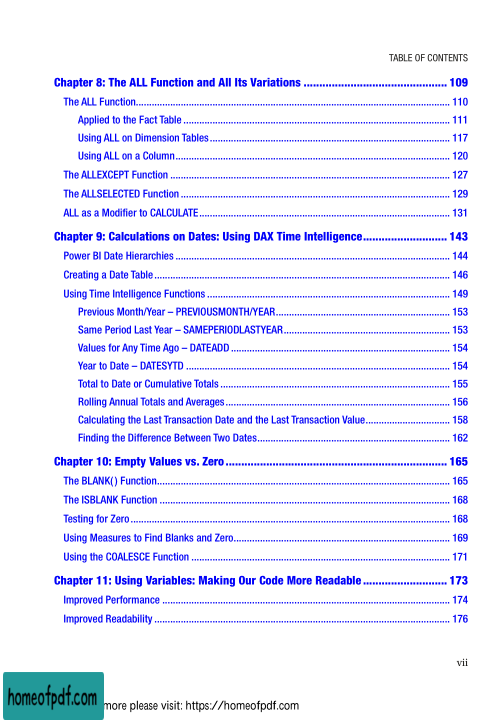 TABLE OF CONTENTS
Chapter 8: The ALL Function and All Its Variations .............................................. 109
The ALL Function....................................................................................................................... 110
Applied to the Fact Table ..................................................................................................... 111
Using ALL on Dimension Tables........................................................................................... 117
Using ALL on a Column........................................................................................................ 120
The ALLEXCEPT Function .......................................................................................................... 127
The ALLSELECTED Function ...................................................................................................... 129
ALL as a Modifier to CALCULATE............................................................................................... 131
Chapter 9: Calculations on Dates: Using DAX Time Intelligence........................... 143
Power BI Date Hierarchies ........................................................................................................ 144
Creating a Date Table................................................................................................................ 146
Using Time Intelligence Functions ............................................................................................ 149
Previous Month/Year – PREVIOUSMONTH/YEAR.................................................................. 153
Same Period Last Year – SAMEPERIODLASTYEAR............................................................... 153
Values for Any Time Ago – DATEADD ................................................................................... 154
Year to Date – DATESYTD .................................................................................................... 154
Total to Date or Cumulative Totals ....................................................................................... 155
Rolling Annual Totals and Averages..................................................................................... 156
Calculating the Last Transaction Date and the Last Transaction Value................................ 158
Finding the Difference Between Two Dates......................................................................... 162
Chapter 10: Empty Values vs. Zero....................................................................... 165
The BLANK( ) Function............................................................................................................... 165
The ISBLANK Function .............................................................................................................. 168
Testing for Zero......................................................................................................................... 168
Using Measures to Find Blanks and Zero.................................................................................. 169
Using the COALESCE Function .................................................................................................. 171
Chapter 11: Using Variables: Making Our Code More Readable ........................... 173
Improved Performance ............................................................................................................. 174
Improved Readability ................................................................................................................ 176
vii
homeofpdf.com more please visit: https://homeofpdf.com